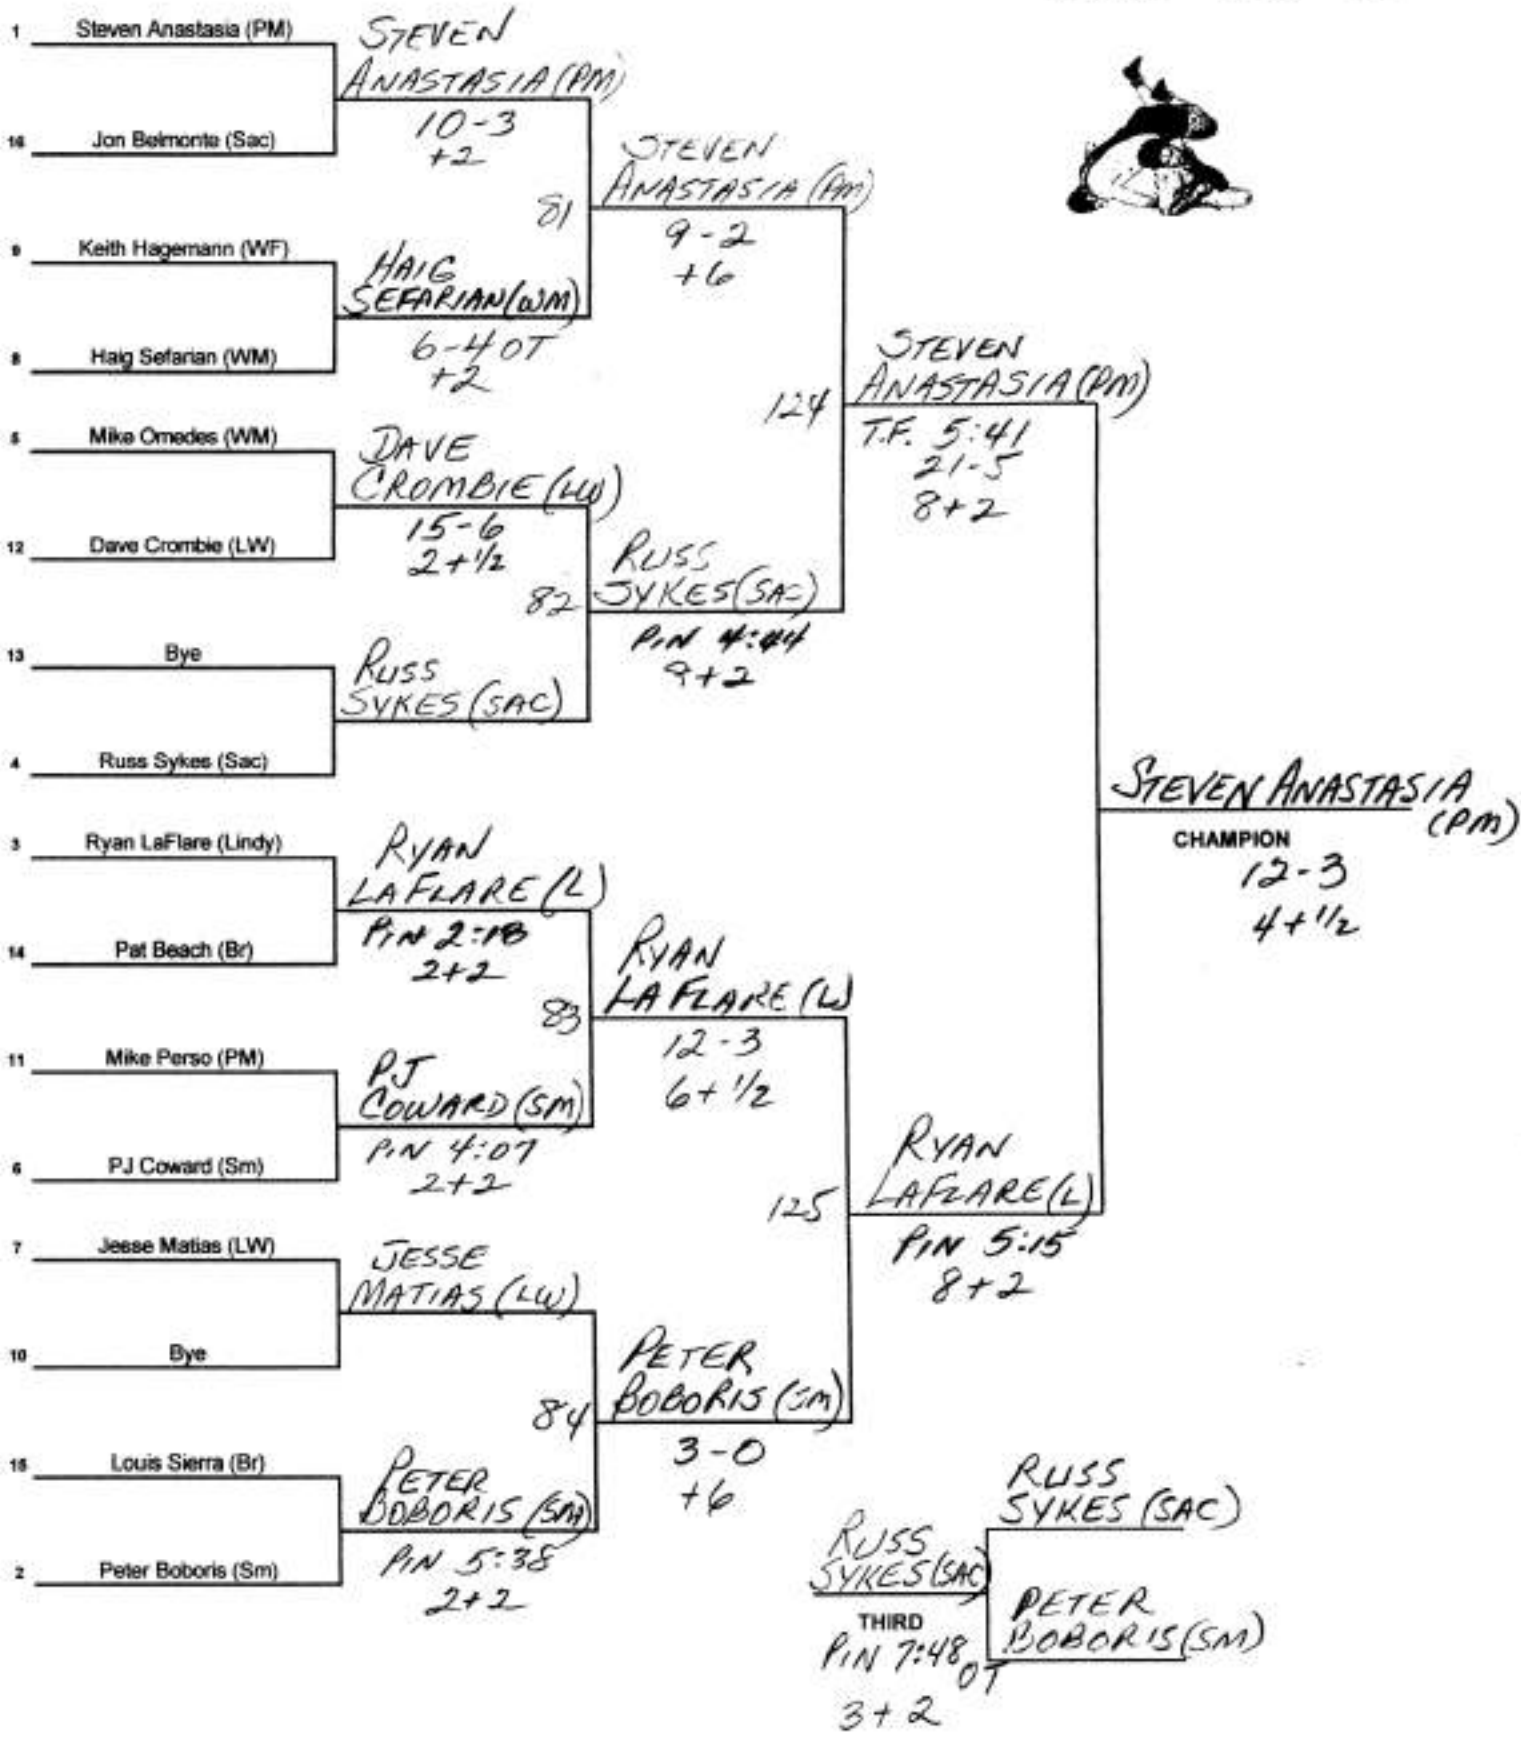 1 Steven Anastasia (PM)
16 Jon Belmonte (Sac)
9 Keith Hagemann (WF)
8 Haig Sefarian (WM)
5 Mike Omedes (WM)
12 Dave Crombie (LW)
13 Bye
4 Russ Sykes (Sac)
3 Ryan LaFlare (Lindy)
14 Pat Beach (Br)
11 Mike Perso (PM)
6 PJ Coward (Sm)
7 Jesse Matias (LW)
10 Bye
15 Louis Sierra (Br)
2 Peter Boboris (Sm)
STEVEN
ANASTASIA (PM)
10-3
+2
81
HAIG
SEFARIAN (WM)
6-4 OT
+2
DAVE
CROMBIE (LW)
15-6
2+1/2
82
RUSS
SYKES (SAC)
RYAN
LAFLARE (L)
PIN 2:18
2+2
83
PJ
COWARD (SM)
PIN 4:07
2+2
JESSE
MATIAS (LW)
84
PETER
BOBORIS (SM)
PIN 5:38
2+2
STEVEN
ANASTASIA (PM)
9-2
+6
124
RUSS
SYKES (SAC)
PIN 4:44
9+2
RYAN
LAFLARE (L)
12-3
6+1/2
125
PETER
BOBORIS (SM)
3-0
+6
STEVEN
ANASTASIA (PM)
T.F. 5:41
21-5
8+2
RYAN
LAFLARE (L)
PIN 5:15
8+2
STEVEN ANASTASIA
(PM)
CHAMPION
12-3
4+1/2
RUSS
SYKES (SAC)
PETER
BOBORIS (SM)
RUSS
SYKES (SAC)
THIRD
PIN 7:48 OT
3+2